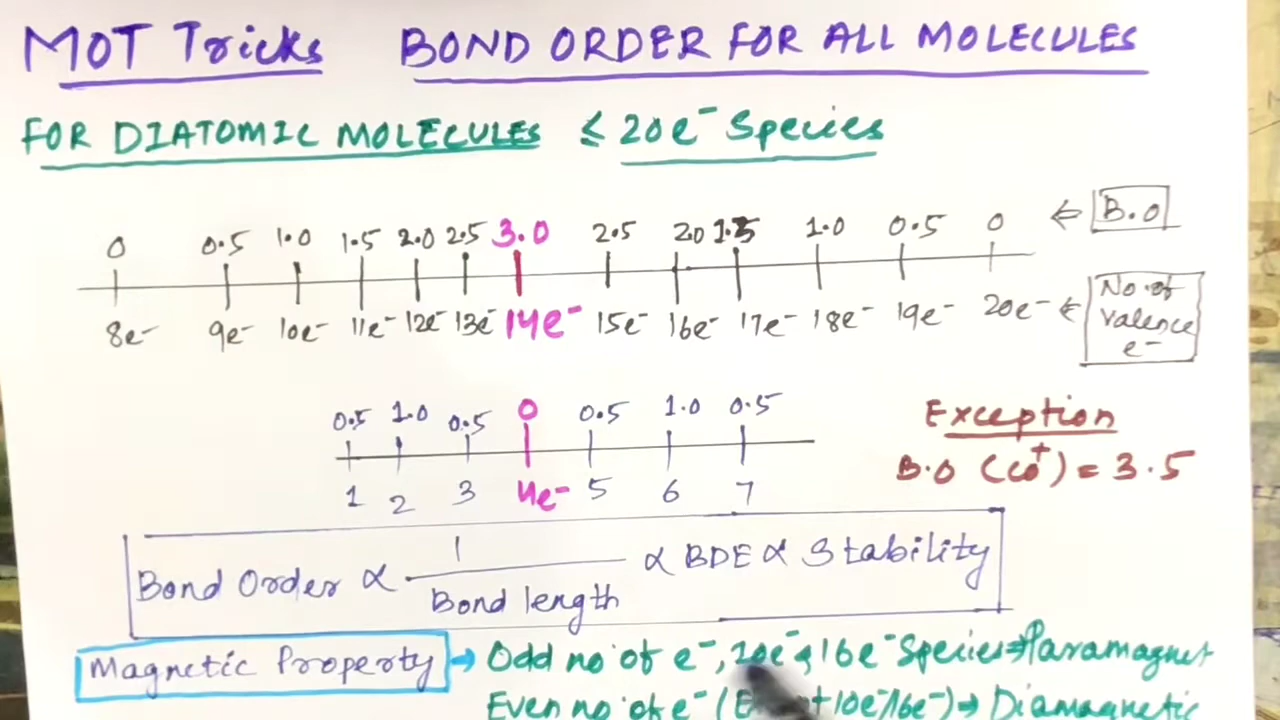 MOT Tricks BOND ORDER FOR ALL MOLECULES
FOR DIATOMIC MOLECULES ≤ 20e⁻ Species
0 0.5 1.0 1.5 2.0 2.5 3.0 2.5 2.0 1.5 1.0 0.5 0 ← B.O
8e⁻ 9e⁻ 10e⁻ 11e⁻ 12e⁻ 13e⁻ 14e⁻ 15e⁻ 16e⁻ 17e⁻ 18e⁻ 19e⁻ 20e⁻ ← No of valence e⁻
0.5 1.0 0.5 0 0.5 1.0 0.5
1 2 3 4e⁻ 5 6 7
Exception
B.O (CO⁺) = 3.5
Bond Order ∝ 1 / Bond length ∝ BDE ∝ Stability
Magnetic Property → Odd no of e⁻, 10e⁻, 16e⁻ Species ⇒ Paramagnet
Even no of e⁻ ( 10e⁻/16e⁻) → Diamagnetic